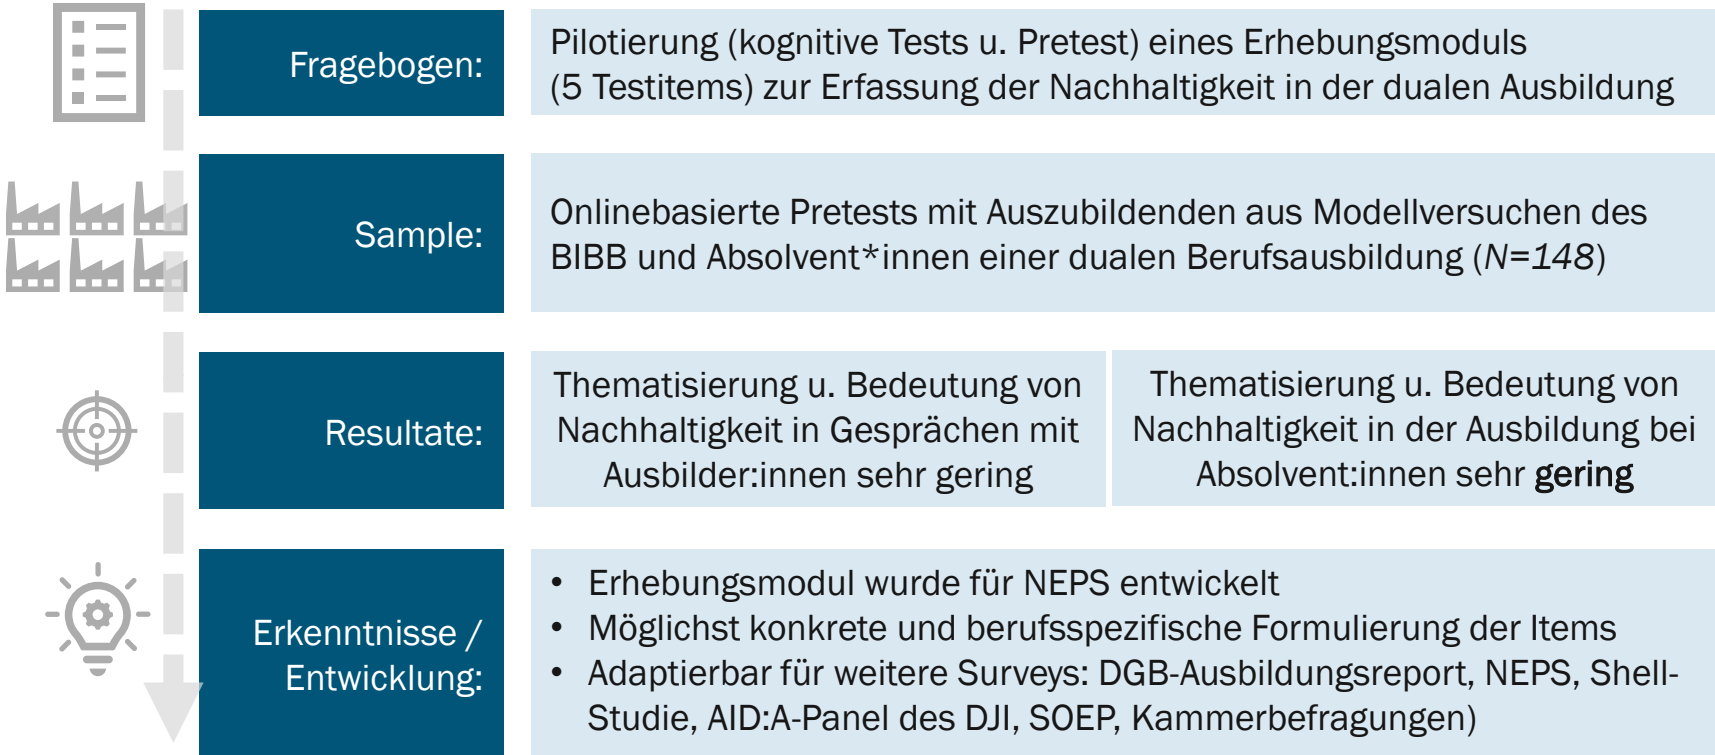 Fragebogen:
Pilotierung (kognitive Tests u. Pretest) eines Erhebungsmoduls
(5 Testitems) zur Erfassung der Nachhaltigkeit in der dualen Ausbildung
Sample:
Onlinebasierte Pretests mit Auszubildenden aus Modellversuchen des
BIBB und Absolvent*innen einer dualen Berufsausbildung (N=148)
Resultate:
Thematisierung u. Bedeutung von
Nachhaltigkeit in Gesprächen mit
Ausbilder:innen sehr gering
Thematisierung u. Bedeutung von
Nachhaltigkeit in der Ausbildung bei
Absolvent:innen sehr gering
Erkenntnisse /
Entwicklung:
• Erhebungsmodul wurde für NEPS entwickelt
• Möglichst konkrete und berufsspezifische Formulierung der Items
• Adaptierbar für weitere Surveys: DGB-Ausbildungsreport, NEPS, Shell-
Studie, AID:A-Panel des DJI, SOEP, Kammerbefragungen)